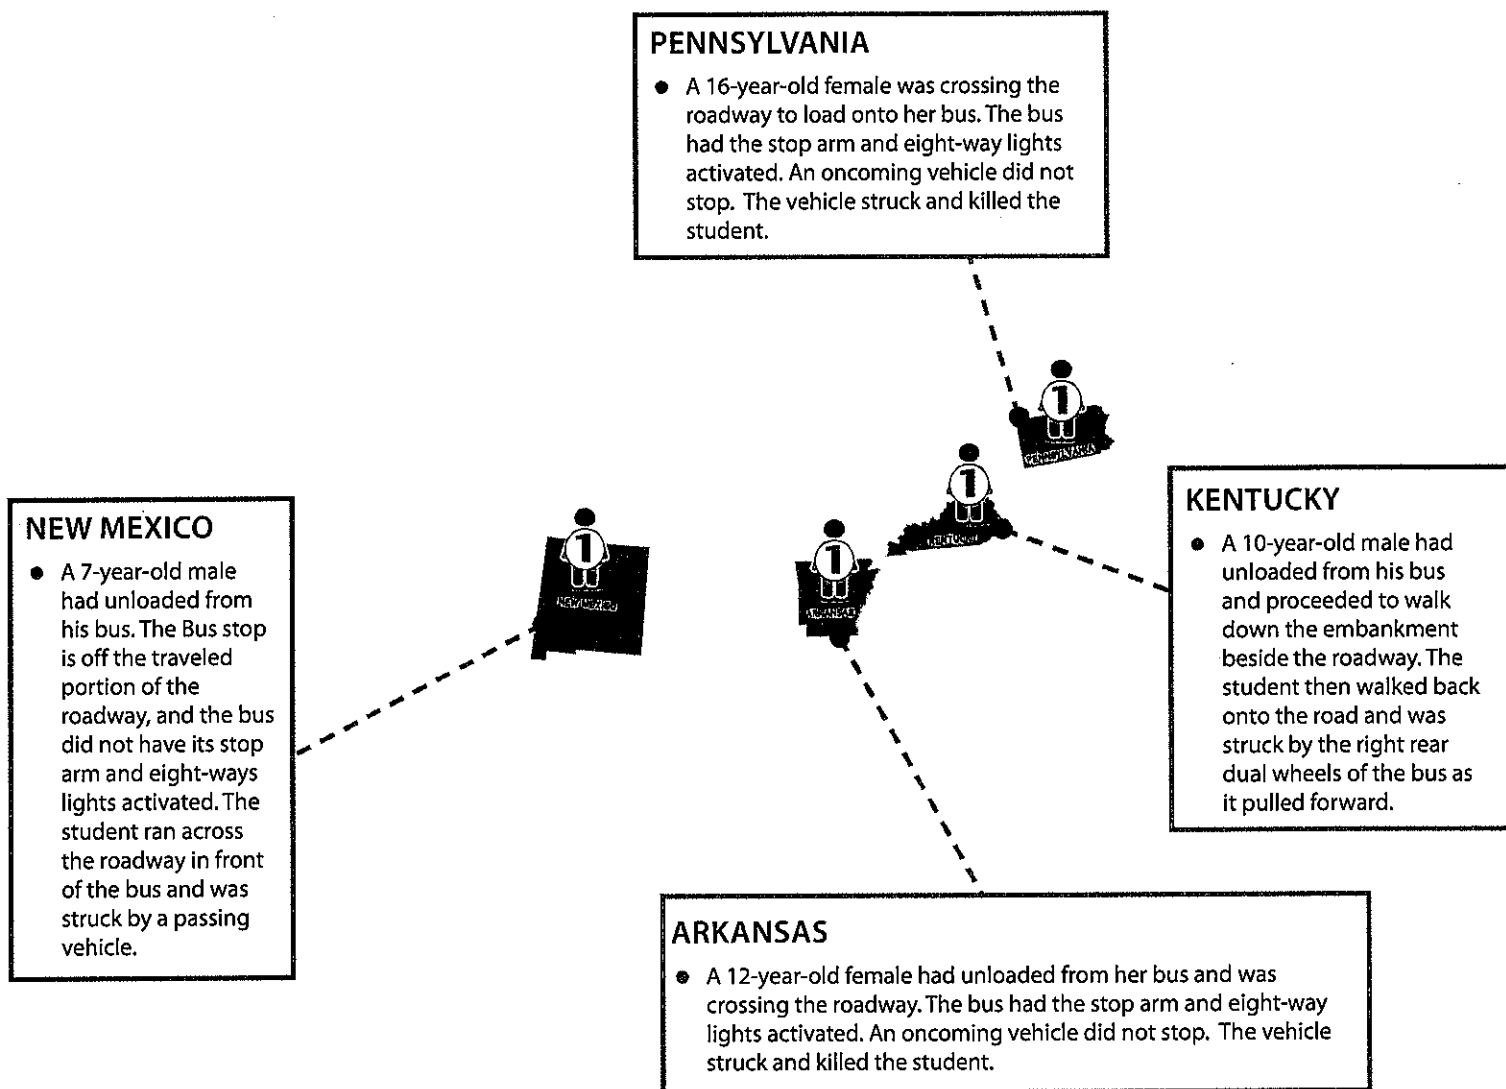 PENNSYLVANIA
● A 16-year-old female was crossing the
roadway to load onto her bus. The bus
had the stop arm and eight-way lights
activated. An oncoming vehicle did not
stop. The vehicle struck and killed the
student.
1
PENNSYLVANIA
1
KENTUCKY
KENTUCKY
● A 10-year-old male had
unloaded from his bus
and proceeded to walk
down the embankment
beside the roadway. The
student then walked back
onto the road and was
struck by the right rear
dual wheels of the bus as
it pulled forward.
NEW MEXICO
● A 7-year-old male
had unloaded from
his bus. The Bus stop
is off the traveled
portion of the
roadway, and the bus
did not have its stop
arm and eight-ways
lights activated. The
student ran across
the roadway in front
of the bus and was
struck by a passing
vehicle.
1
NEW MEXICO
1
ARKANSAS
ARKANSAS
● A 12-year-old female had unloaded from her bus and was
crossing the roadway. The bus had the stop arm and eight-way
lights activated. An oncoming vehicle did not stop. The vehicle
struck and killed the student.